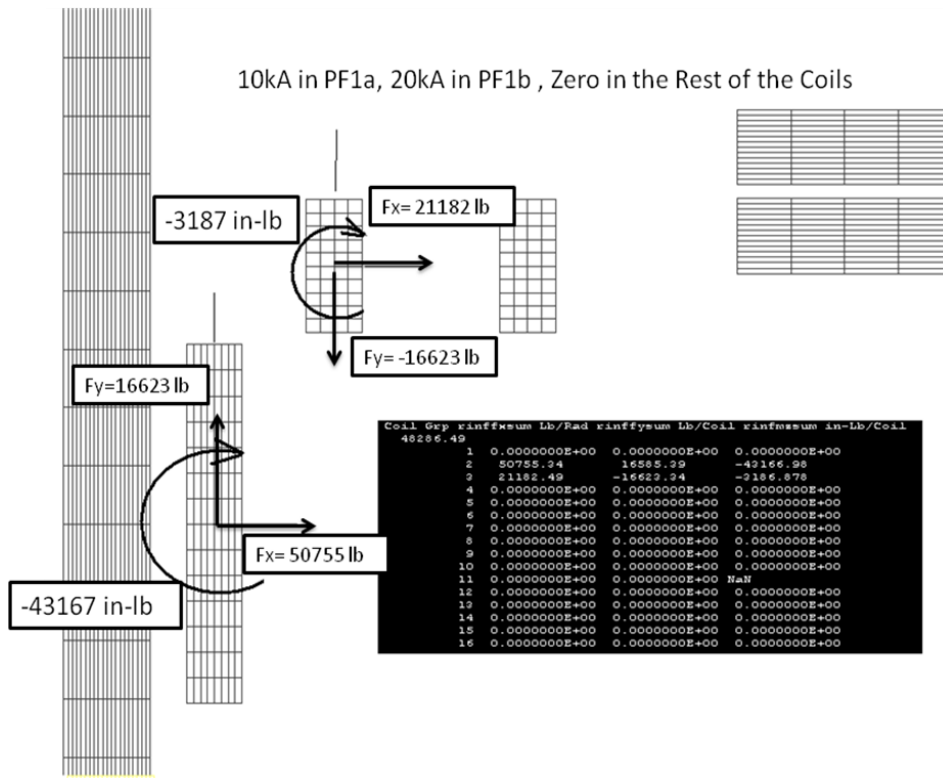 10kA in PF1a, 20kA in PF1b , Zero in the Rest of the Coils
-3187 in-lb
Fx= 21182 lb
Fy= -16623 lb
Fy=16623 lb
Fx= 50755 lb
-43167 in-lb
Coil Grp rinffxsum Lb/Rad rinffysum Lb/Coil rinfmzsum in-Lb/Coil
48286.49
1 0.0000000E+00 0.0000000E+00 0.0000000E+00
2 50755.34 16585.39 -43166.98
3 21182.49 -16623.34 -3186.878
4 0.0000000E+00 0.0000000E+00 0.0000000E+00
5 0.0000000E+00 0.0000000E+00 0.0000000E+00
6 0.0000000E+00 0.0000000E+00 0.0000000E+00
7 0.0000000E+00 0.0000000E+00 0.0000000E+00
8 0.0000000E+00 0.0000000E+00 0.0000000E+00
9 0.0000000E+00 0.0000000E+00 0.0000000E+00
10 0.0000000E+00 0.0000000E+00 0.0000000E+00
11 0.0000000E+00 0.0000000E+00 NaN
12 0.0000000E+00 0.0000000E+00 0.0000000E+00
13 0.0000000E+00 0.0000000E+00 0.0000000E+00
14 0.0000000E+00 0.0000000E+00 0.0000000E+00
15 0.0000000E+00 0.0000000E+00 0.0000000E+00
16 0.0000000E+00 0.0000000E+00 0.0000000E+00